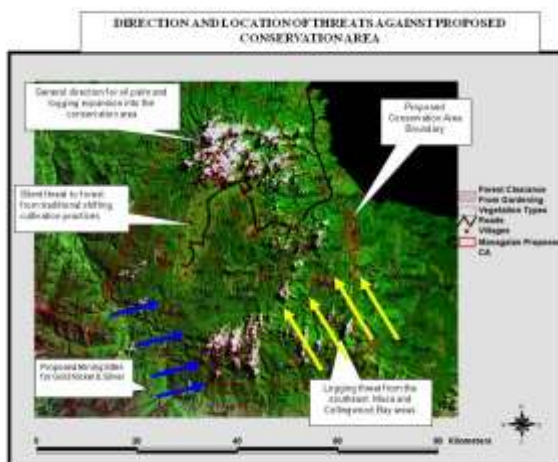 DIRECTION AND LOCATION OF THREATS AGAINST PROPOSED
CONSERVATION AREA
General direction for oil palm and
logging expansion into the
conservation area
Proposed
Conservation Area
Boundary
Silent threat to forest
from traditional shifting
cultivation practices
Forest Clearance
From Gardening
Vegetation Types
Roads
Villages
Managalas Proposed
CA
Proposed Mining Sites
for Gold Nickel & Silver
Logging threat from the
southeast Musa and
Collingwood Bay areas
0 20 40 60 80 Kilometers